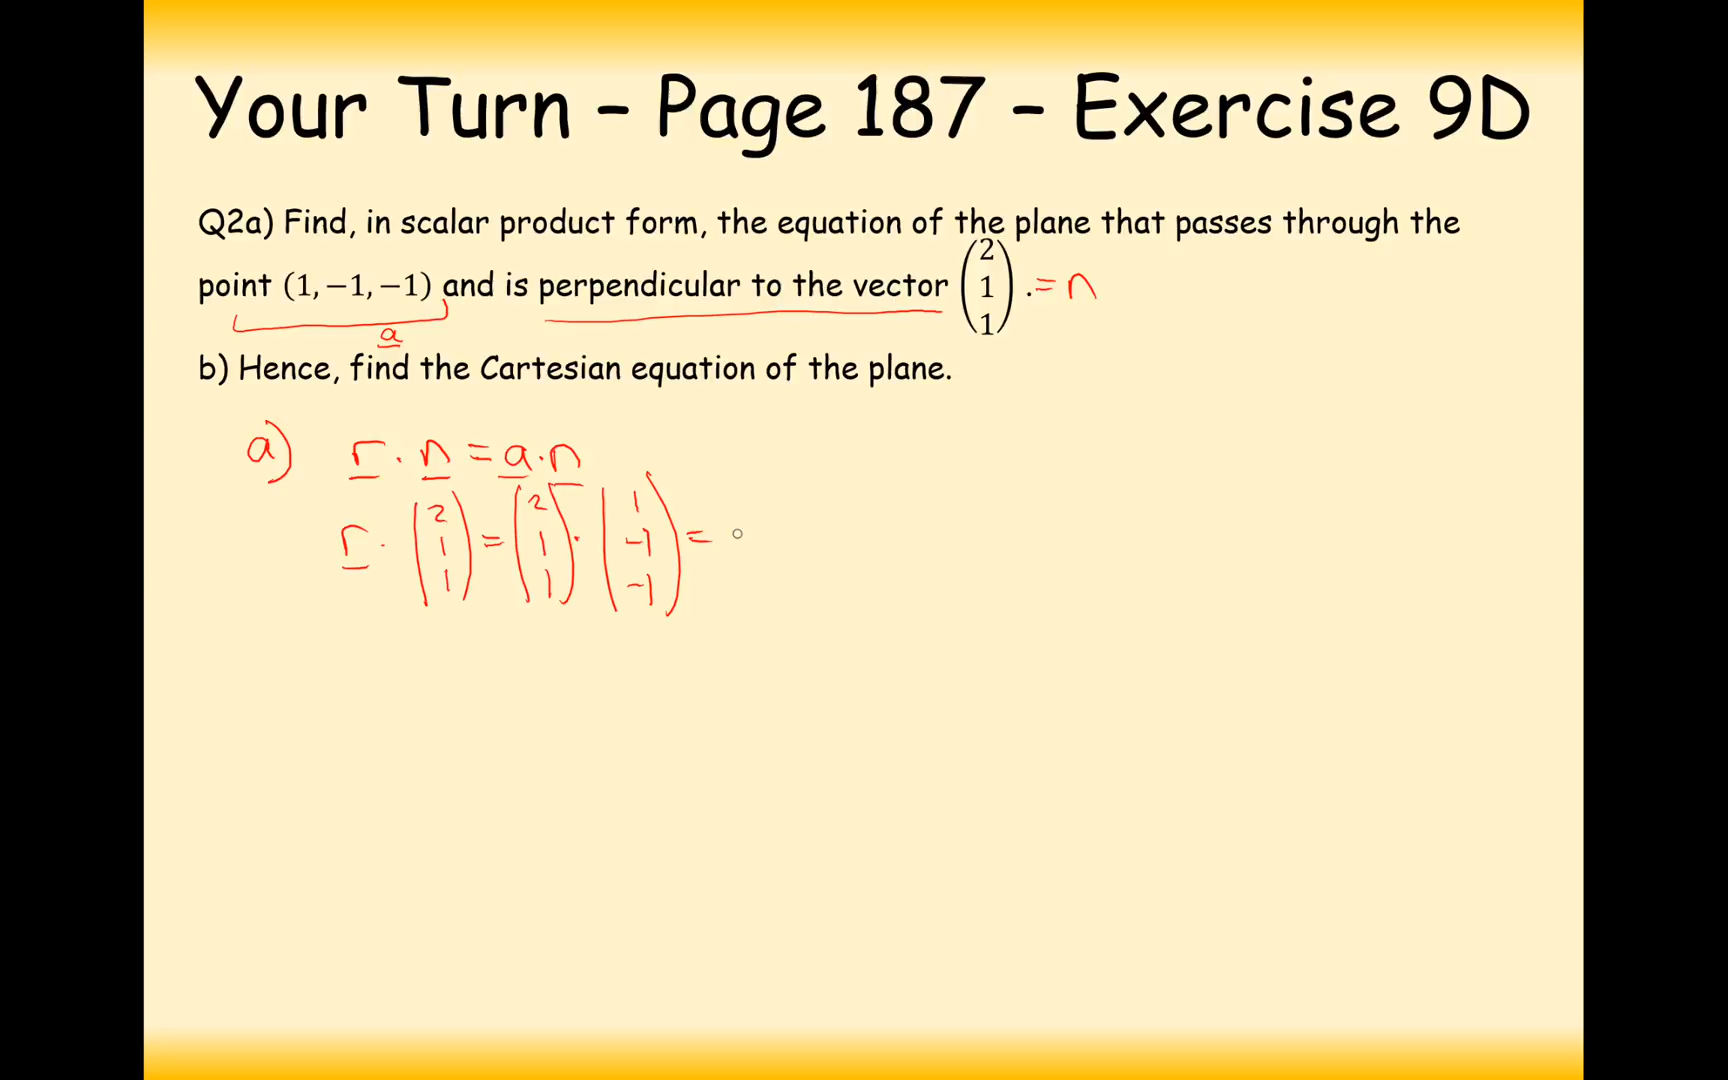 Your Turn – Page 187 – Exercise 9D
Q2a) Find, in scalar product form, the equation of the plane that passes through the
point (1, −1, −1) and is perpendicular to the vector (2 1 1) . = n
a
b) Hence, find the Cartesian equation of the plane.
a) r · n = a · n
r · (2 1 1) = (2 1 1) · (1 -1 -1) =